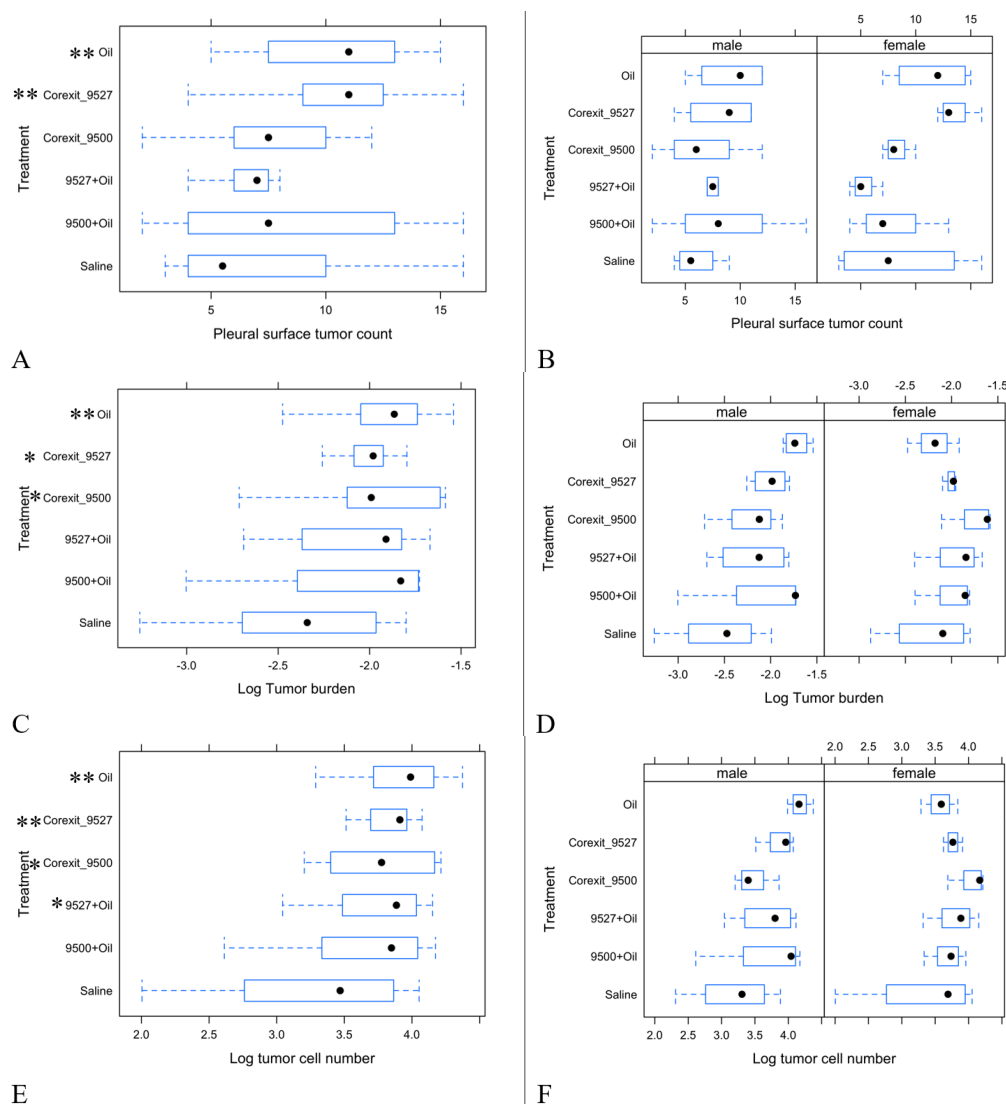 ** Oil
** Corexit_9527
Corexit_9500
9527+Oil
9500+Oil
Saline
Treatment
5 10 15
Pleural surface tumor count
A
5 10 15
male female
Oil
Corexit_9527
Corexit_9500
9527+Oil
9500+Oil
Saline
Treatment
5 10 15
Pleural surface tumor count
B
** Oil
* Corexit_9527
* Corexit_9500
9527+Oil
9500+Oil
Saline
Treatment
-3.0 -2.5 -2.0 -1.5
Log Tumor burden
C
-3.0 -2.5 -2.0 -1.5
male female
Oil
Corexit_9527
Corexit_9500
9527+Oil
9500+Oil
Saline
Treatment
-3.0 -2.5 -2.0 -1.5
Log Tumor burden
D
** Oil
** Corexit_9527
* Corexit_9500
* 9527+Oil
9500+Oil
Saline
Treatment
2.0 2.5 3.0 3.5 4.0
Log tumor cell number
E
2.0 2.5 3.0 3.5 4.0
male female
Oil
Corexit_9527
Corexit_9500
9527+Oil
9500+Oil
Saline
Treatment
2.0 2.5 3.0 3.5 4.0
Log tumor cell number
F